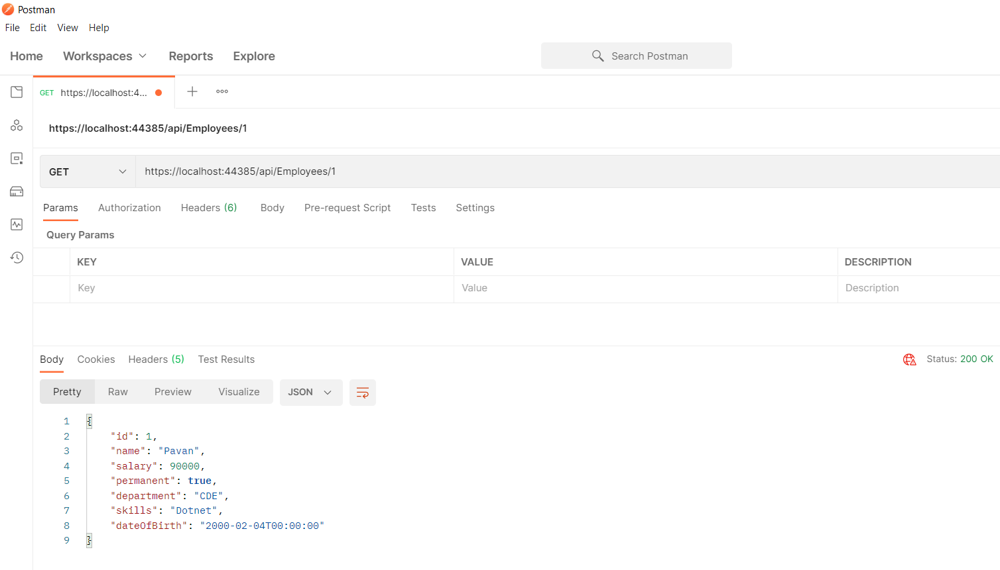 Postman
File Edit View Help
Home Workspaces Reports Explore Search Postman
GET https://localhost:4...
https://localhost:44385/api/Employees/1
GET https://localhost:44385/api/Employees/1
Params Authorization Headers (6) Body Pre-request Script Tests Settings
Query Params
KEY VALUE DESCRIPTION
Key Value Description
Body Cookies Headers (5) Test Results Status: 200 OK
Pretty Raw Preview Visualize JSON
1 {
2 "id": 1,
3 "name": "Pavan",
4 "salary": 90000,
5 "permanent": true,
6 "department": "CDE",
7 "skills": "Dotnet",
8 "dateOfBirth": "2000-02-04T00:00:00"
9 }